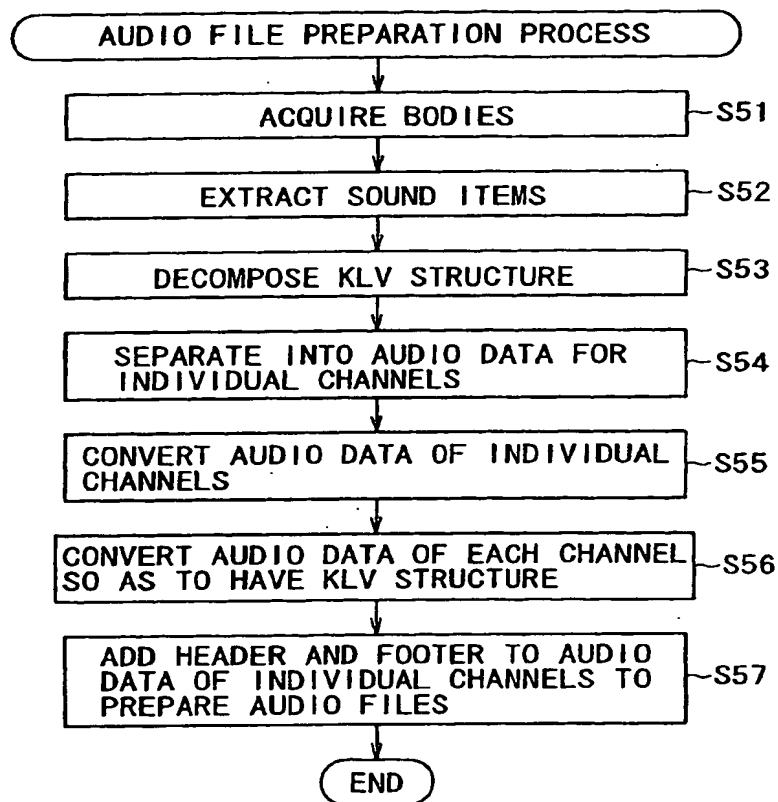 AUDIO FILE PREPARATION PROCESS
ACQUIRE BODIES
S51
EXTRACT SOUND ITEMS
S52
DECOMPOSE KLV STRUCTURE
S53
SEPARATE INTO AUDIO DATA FOR
INDIVIDUAL CHANNELS
S54
CONVERT AUDIO DATA OF INDIVIDUAL
CHANNELS
S55
CONVERT AUDIO DATA OF EACH CHANNEL
SO AS TO HAVE KLV STRUCTURE
S56
ADD HEADER AND FOOTER TO AUDIO
DATA OF INDIVIDUAL CHANNELS TO
PREPARE AUDIO FILES
S57
END